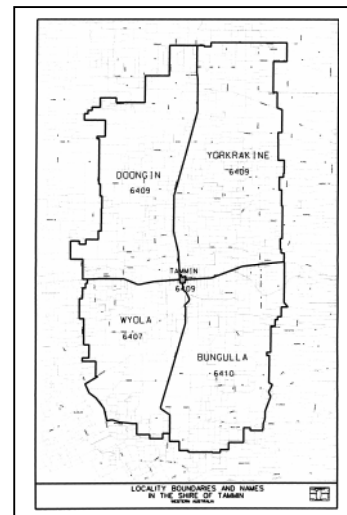 YORKRAKINE
6409
DOONGIN
6409
TAMMIN
6409
WYOLA
6407
BUNGULLA
6410
LOCALITY BOUNDARIES AND NAMES
IN THE SHIRE OF TAMMIN
WESTERN AUSTRALIA